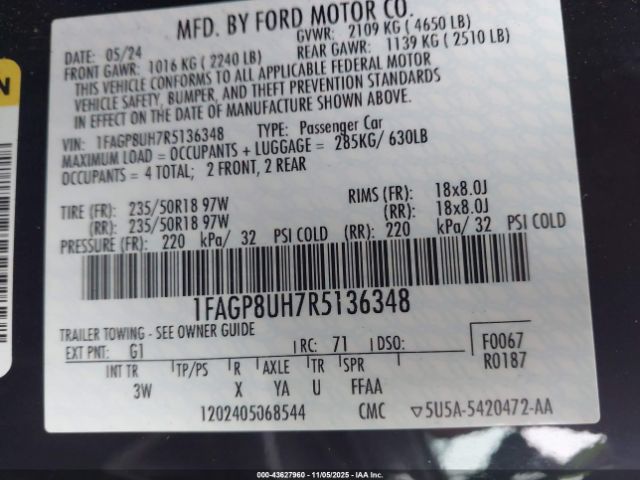 MFD. BY FORD MOTOR CO.
DATE: 05/24 GVWR: 2109 KG ( 4650 LB)
FRONT GAWR: 1016 KG ( 2240 LB) REAR GAWR: 1139 KG ( 2510 LB)
THIS VEHICLE CONFORMS TO ALL APPLICABLE FEDERAL MOTOR
VEHICLE SAFETY, BUMPER, AND THEFT PREVENTION STANDARDS
IN EFFECT ON THE DATE OF MANUFACTURE SHOWN ABOVE.
VIN: 1FAGP8UH7R5136348 TYPE: Passenger Car
MAXIMUM LOAD = OCCUPANTS + LUGGAGE = 285KG/ 630LB
OCCUPANTS = 4 TOTAL; 2 FRONT, 2 REAR
TIRE (FR): 235/50R18 97W RIMS (FR): 18x8.0J
(RR): 235/50R18 97W (RR): 18x8.0J
PRESSURE (FR): 220 kPa/ 32 PSI COLD (RR): 220 kPa/ 32 PSI COLD
1FAGP8UH7R5136348
TRAILER TOWING - SEE OWNER GUIDE
EXT PNT: G1 RC: 71 DSO: F0067
INT TR TP/PS R AXLE TR SPR R0187
3W X YA U FFAA
1202405068544 CMC ▽5U5A-5420472-AA
000-43627960 - 11/05/2025 - IAA Inc.